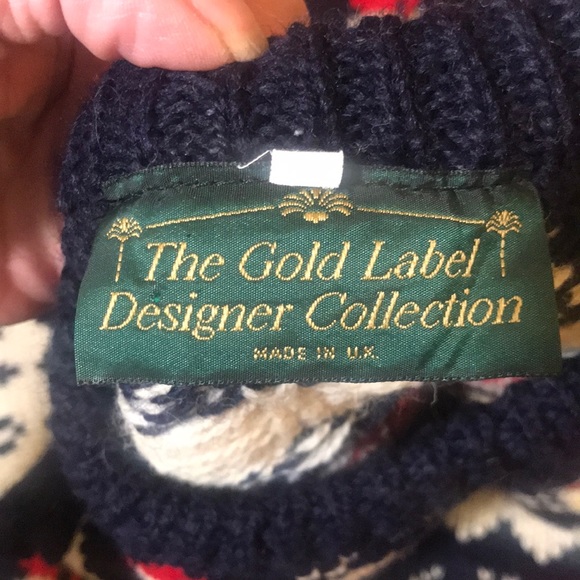 The Gold Label
Designer Collection
MADE IN U.K.